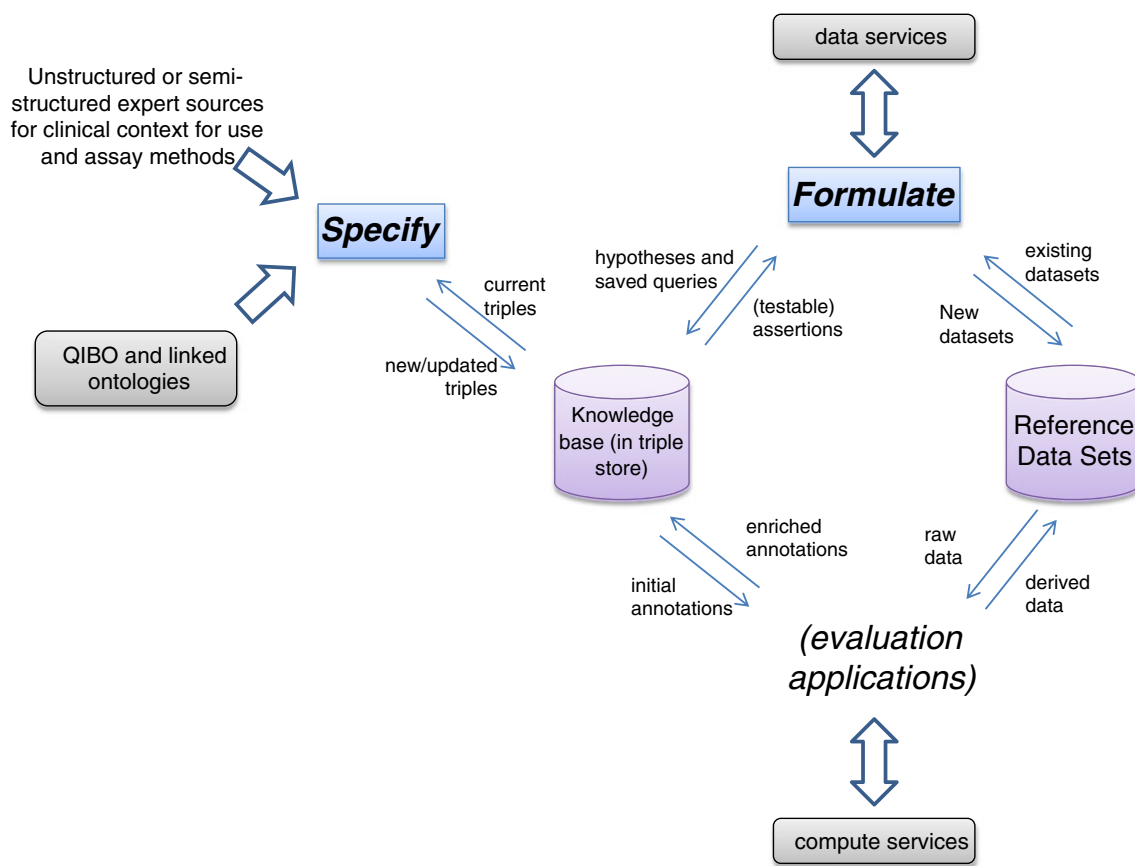 data services
Unstructured or semi-
structured expert sources
for clinical context for use
and assay methods
Formulate
Specify
hypotheses and
saved queries
existing
datasets
current
triples
(testable)
assertions
New
datasets
QIBO and linked
ontologies
new/updated
triples
Knowledge
base (in triple
store)
Reference
Data Sets
enriched
annotations
raw
data
initial
annotations
derived
data
(evaluation
applications)
compute services